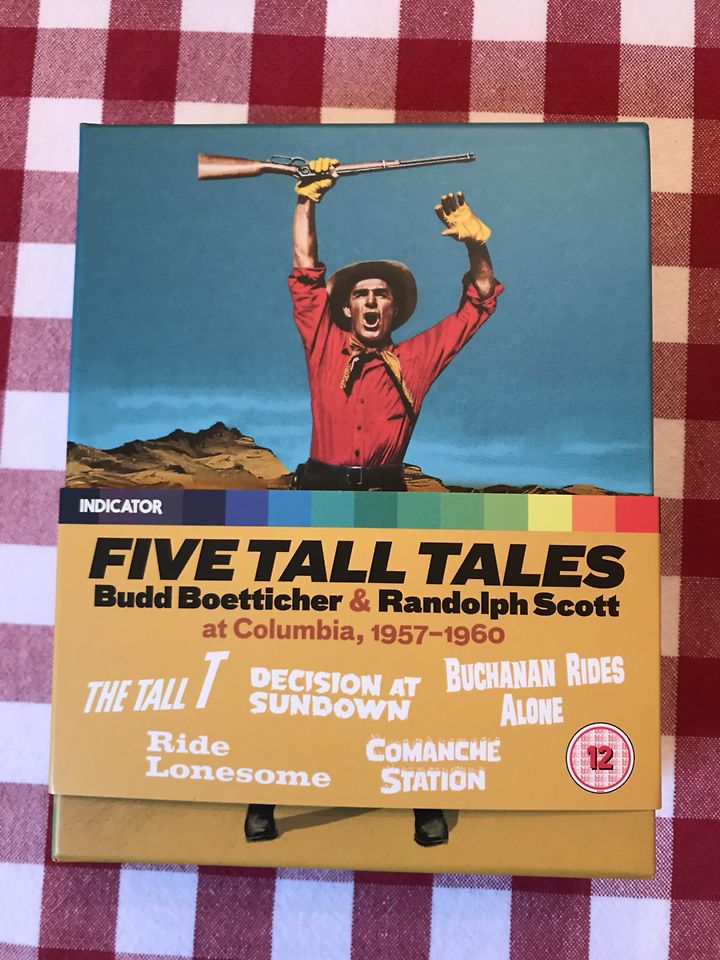 INDICATOR
FIVE TALL TALES
Budd Boetticher & Randolph Scott
at Columbia, 1957–1960
THE TALL T
DECISION AT
SUNDOWN
BUCHANAN RIDES
ALONE
Ride
Lonesome
COMANCHE
STATION
12